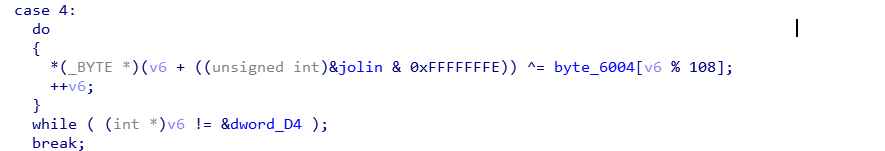 case 4:
do
{
*(_BYTE *)(v6 + ((unsigned int)&jolin & 0xFFFFFFFE)) ^= byte_6004[v6 % 108];
++v6;
}
while ( (int *)v6 != &dword_D4 );
break;